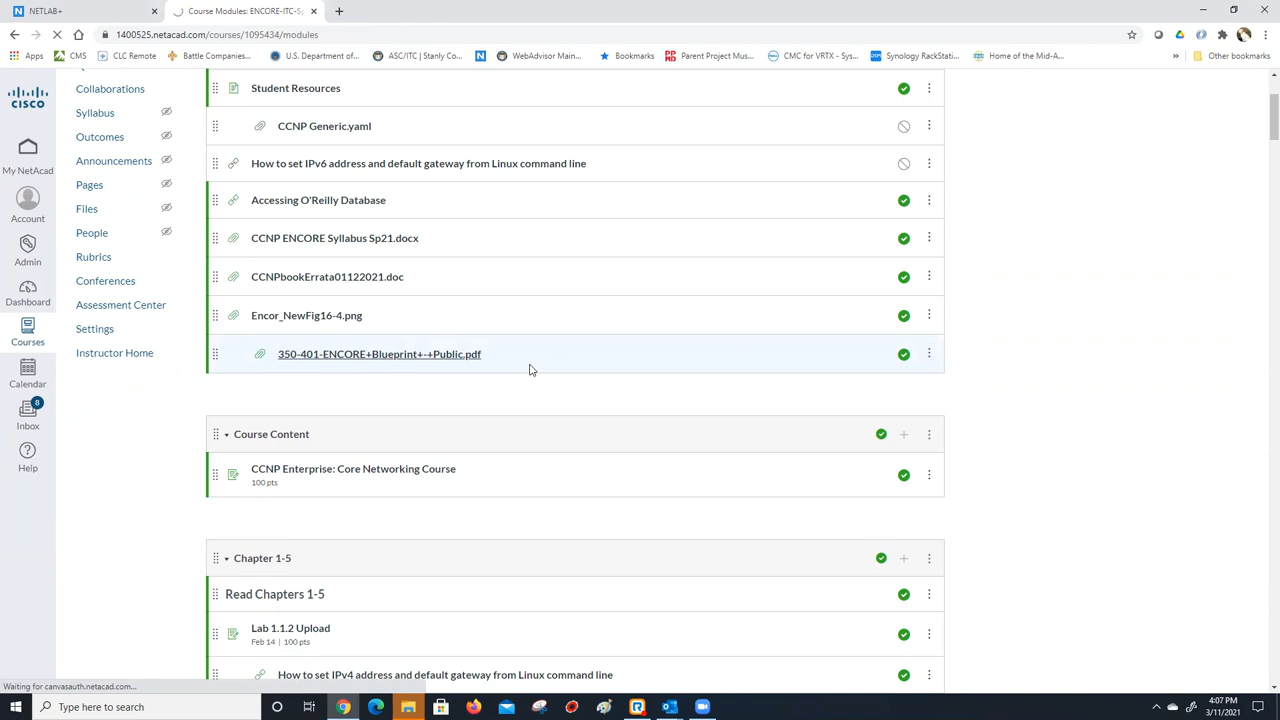 NETLAB+
Course Modules: ENCORE-ITC-S
1400525.netacad.com/courses/1095434/modules
Apps
CMS
CLC Remote
Battle Companies...
U.S. Department of...
ASC/ITC | Stanly Co...
WebAdvisor Main...
Bookmarks
Parent Project Mus...
CMC for VRTX - Sys...
Synology RackStati...
Home of the Mid-A...
»
Other bookmarks
CISCO
My NetAcad
Account
Admin
Dashboard
Courses
Calendar
8
Inbox
Help
Collaborations
Syllabus
Outcomes
Announcements
Pages
Files
People
Rubrics
Conferences
Assessment Center
Settings
Instructor Home
Student Resources
CCNP Generic.yaml
How to set IPv6 address and default gateway from Linux command line
Accessing O'Reilly Database
CCNP ENCORE Syllabus Sp21.docx
CCNPbookErrata01122021.doc
Encor_NewFig16-4.png
350-401-ENCORE+Blueprint+-+Public.pdf
Course Content
CCNP Enterprise: Core Networking Course
100 pts
Chapter 1-5
Read Chapters 1-5
Lab 1.1.2 Upload
Feb 14 | 100 pts
How to set IPv4 address and default gateway from Linux command line
Waiting for canvasauth.netacad.com...
Type here to search
4:07 PM
3/11/2021